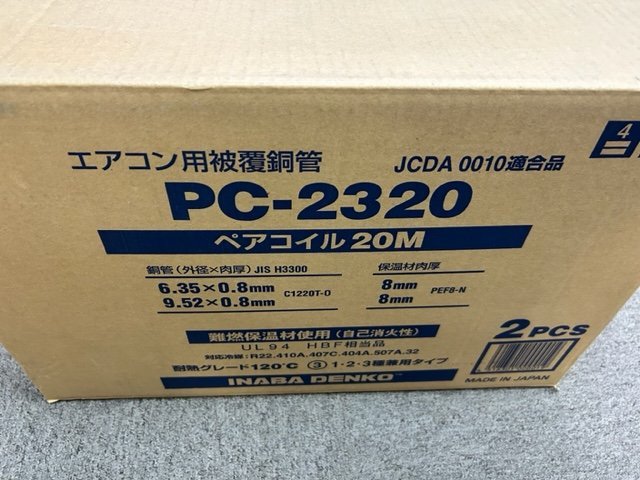 エアコン用被覆銅管
JCDA 0010適合品
4
PC-2320
ペアコイル20M
銅管（外径×肉厚）JIS H3300
6.35×0.8mm
9.52×0.8mm
C1220T-O
保温材肉厚
8mm
8mm
PEF8-N
難燃保温材使用（自己消火性）
UL94 HBF相当品
対応冷媒:R22.410A.407C.404A.507A.32
耐熱グレード120℃ ③ 1・2・3種兼用タイプ
INABA DENKO™
2PCS
MADE IN JAPAN